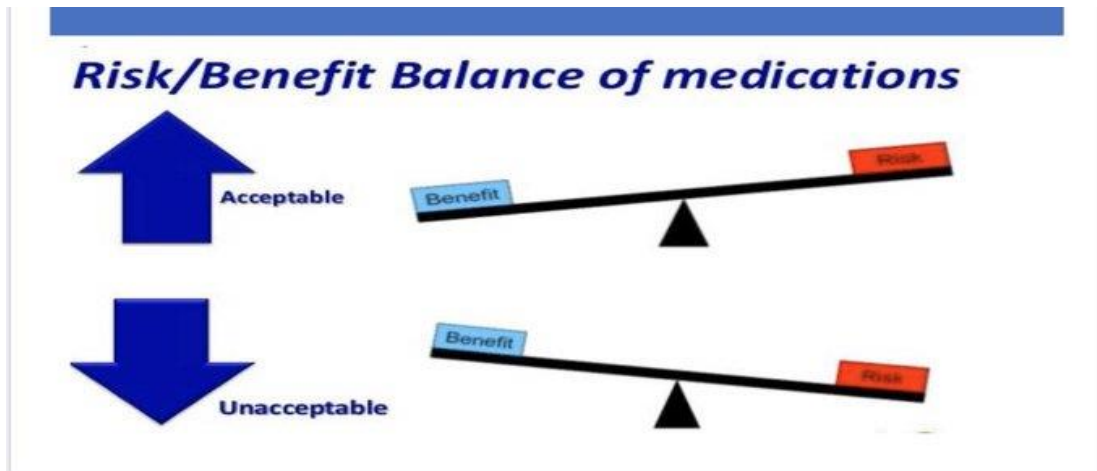 Risk/Benefit Balance of medications
Acceptable
Benefit
Risk
Unacceptable
Benefit
Risk